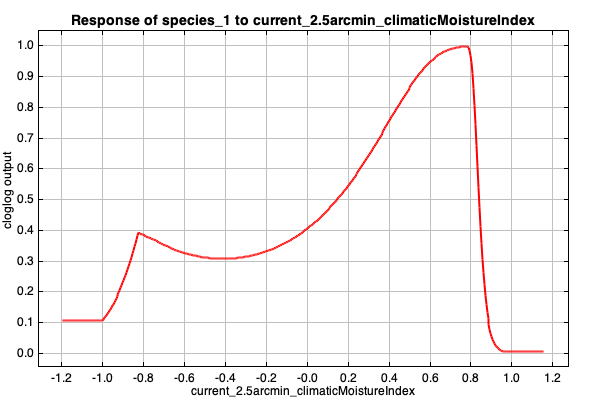 Response of species_1 to current_2.5arcmin_climaticMoistureIndex
cloglog output
1.0
0.9
0.8
0.7
0.6
0.5
0.4
0.3
0.2
0.1
0.0
-1.2 -1.0 -0.8 -0.6 -0.4 -0.2 -0.0 0.2 0.4 0.6 0.8 1.0 1.2
current_2.5arcmin_climaticMoistureIndex